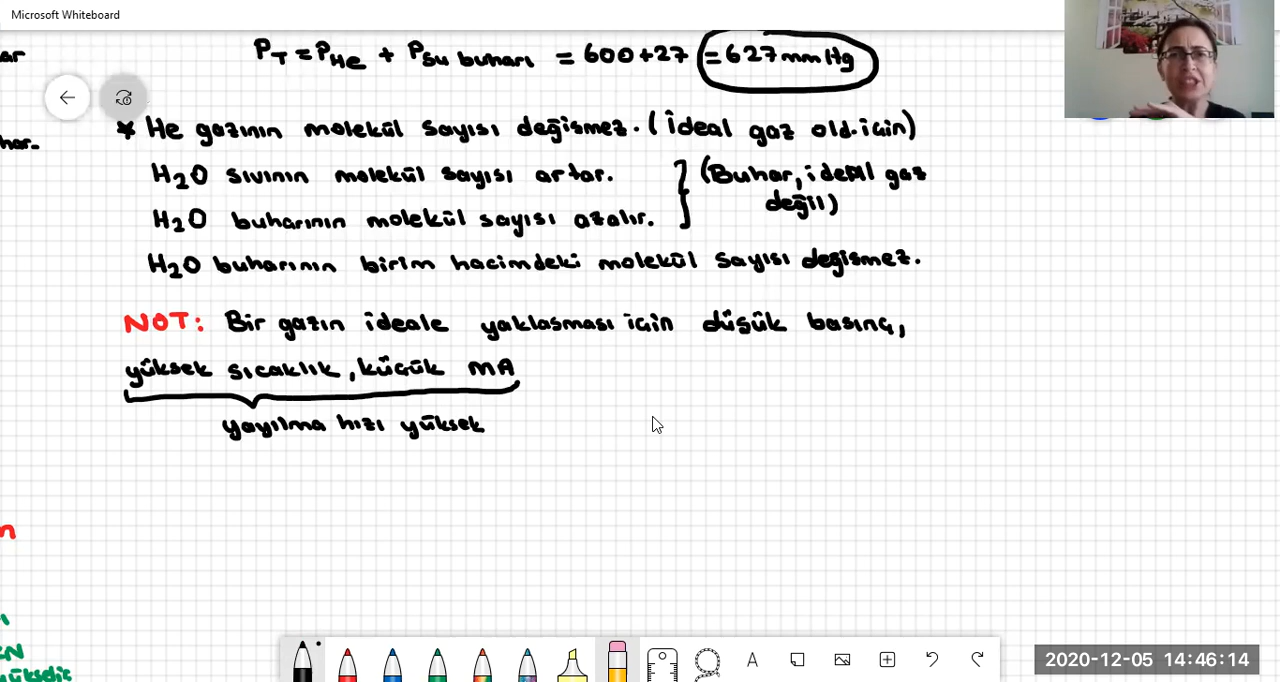 Microsoft Whiteboard
PT = PHe + PSu buharı = 600+27 = 627 mmHg
* He gazının molekül sayısı değişmez. (İdeal gaz old. için)
H2O sıvının molekül sayısı artar.
H2O buharının molekül sayısı azalır.
(Buhar, ideal gaz
değil)
H2O buharının birim hacimdeki molekül sayısı değişmez.
NOT: Bir gazın ideale yaklaşması için düşük basınç,
yüksek sıcaklık, küçük MA
yayılma hızı yüksek
2020-12-05 14:46:14